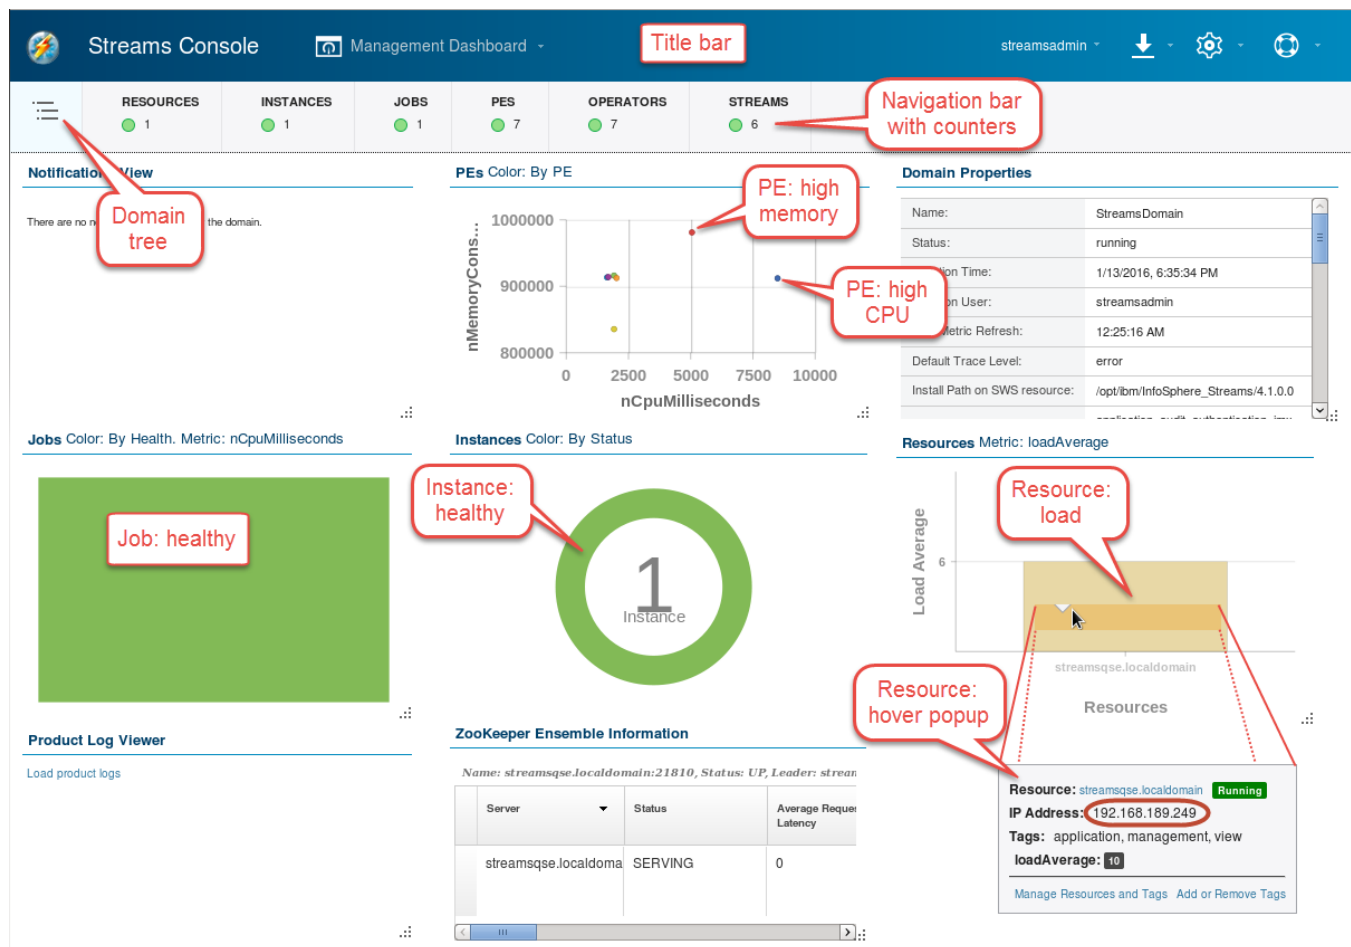 Streams Console
Management Dashboard
Title bar
streamsadmin
RESOURCES
1
INSTANCES
1
JOBS
1
PES
7
OPERATORS
7
STREAMS
6
Navigation bar
with counters
Notification View
There are no n
the domain.
Domain
tree
PEs Color: By PE
nMemoryCons...
1000000
900000
800000
0
2500
5000
7500
10000
nCpuMilliseconds
PE: high
memory
PE: high
CPU
Domain Properties
Name:
StreamsDomain
Status:
running
ion Time:
1/13/2016, 6:35:34 PM
on User:
streamsadmin
Metric Refresh:
12:25:16 AM
Default Trace Level:
error
Install Path on SWS resource:
/opt/ibm/InfoSphere_Streams/4.1.0.0
Jobs Color: By Health. Metric: nCpuMilliseconds
Job: healthy
Instances Color: By Status
Instance:
healthy
1
Instance
Resources Metric: loadAverage
Resource:
load
Load Average
6
streamsqse.localdomain
Resources
Resource:
hover popup
Resource: streamsqse.localdomain Running
IP Address: 192.168.189.249
Tags: application, management, view
loadAverage: 10
Manage Resources and Tags Add or Remove Tags
Product Log Viewer
Load product logs
ZooKeeper Ensemble Information
Name: streamsqse.localdomain:21810, Status: UP, Leader: strean
Server
Status
Average Reques
Latency
streamsqse.localdoma
SERVING
0